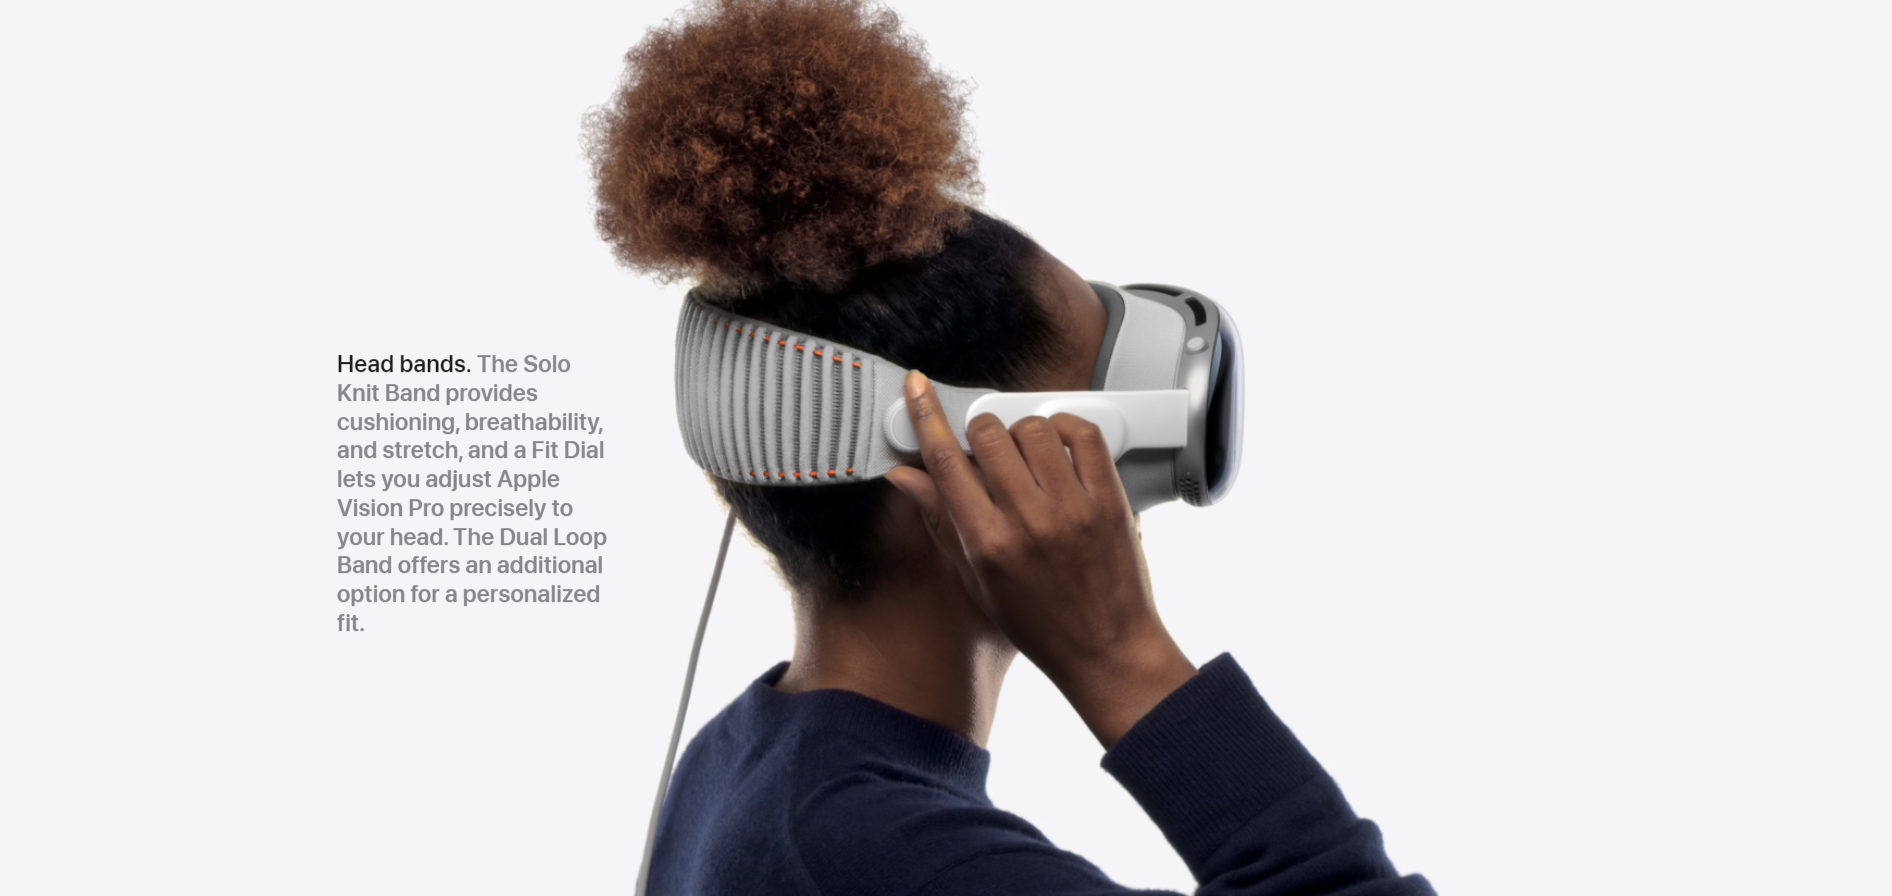 Head bands. The Solo
Knit Band provides
cushioning, breathability,
and stretch, and a Fit Dial
lets you adjust Apple
Vision Pro precisely to
your head. The Dual Loop
Band offers an additional
option for a personalized
fit.